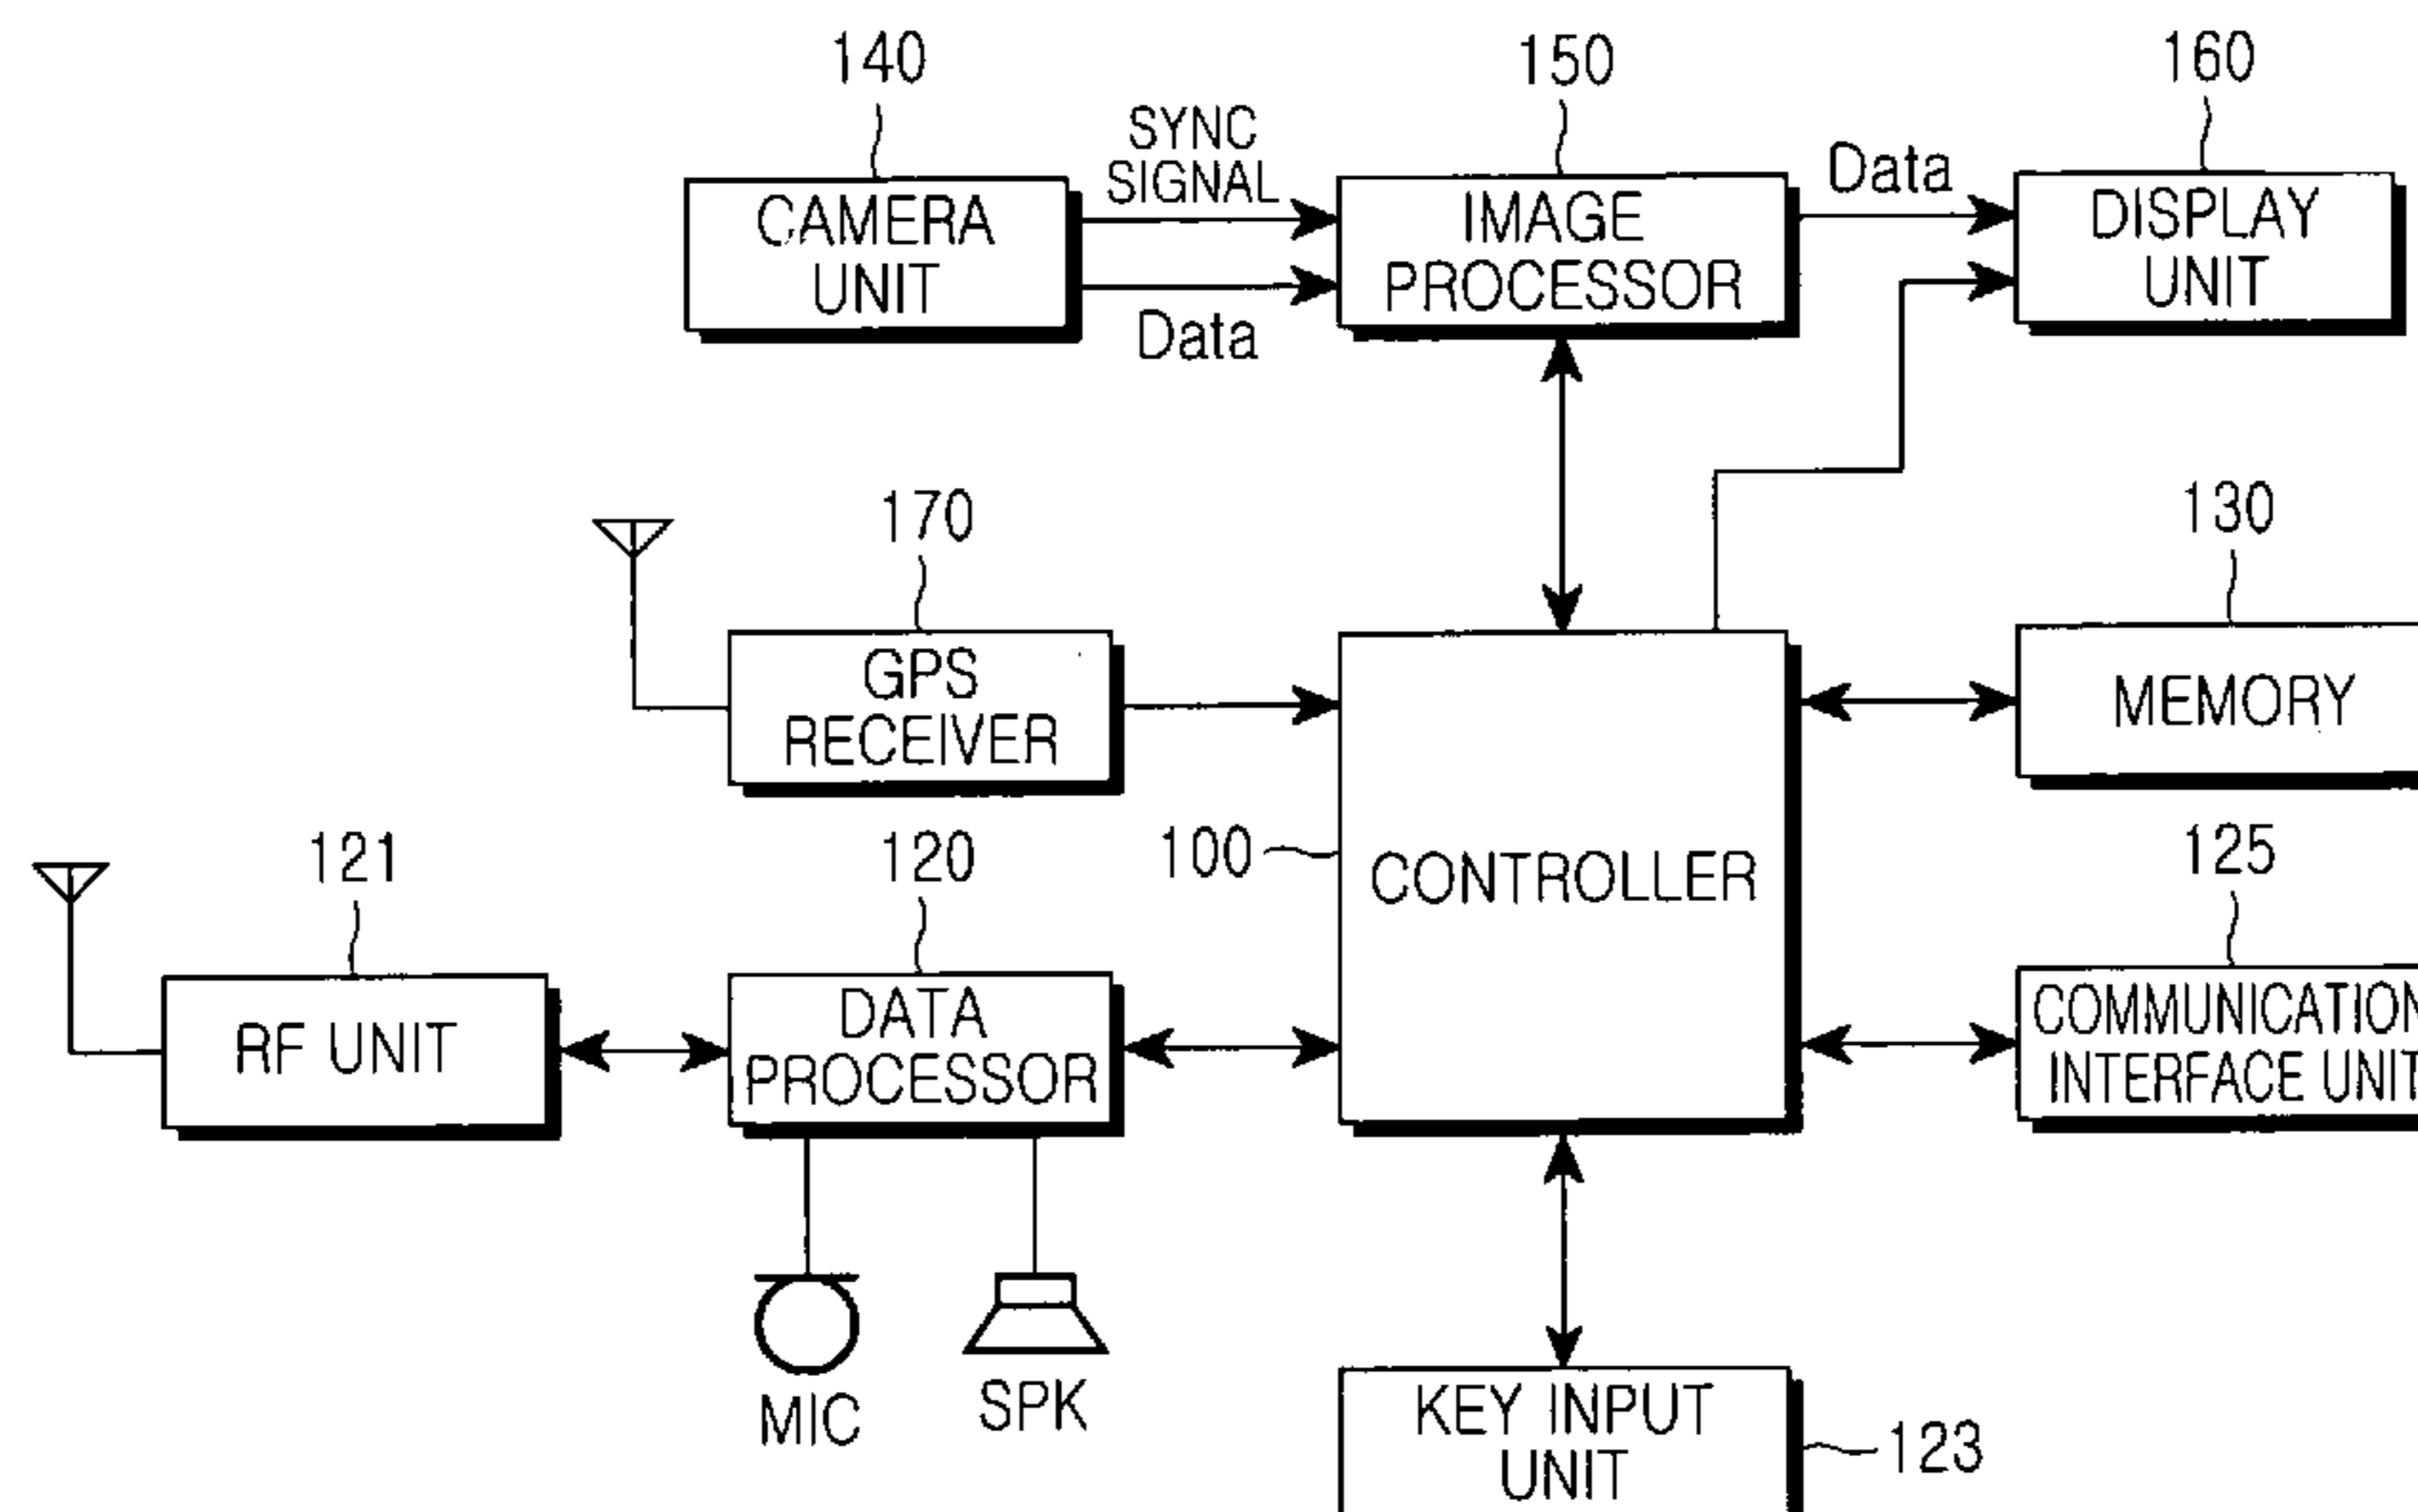 140
150
160
SYNC
SIGNAL
Data
CAMERA
UNIT
IMAGE
PROCESSOR
DISPLAY
UNIT
Data
170
130
GPS
RECEIVER
MEMORY
121
120
100
125
CONTROLLER
RF UNIT
DATA
PROCESSOR
COMMUNICATION
INTERFACE UNIT
MIC
SPK
KEY INPUT
UNIT
123